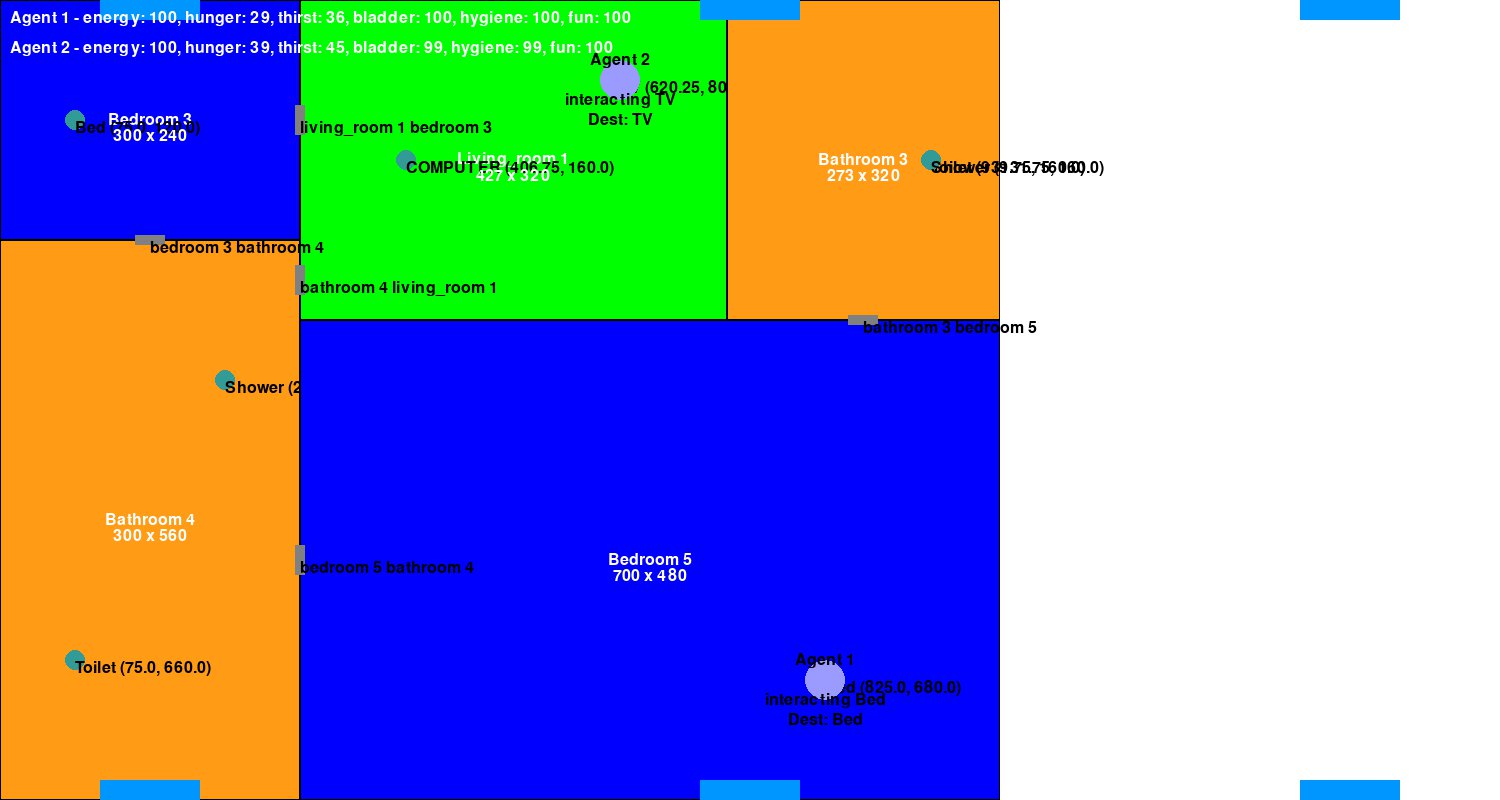 Agent 1 - energy: 100, hunger: 29, thirst: 36, bladder: 100, hygiene: 100, fun: 100
Agent 2 - energy: 100, hunger: 39, thirst: 45, bladder: 99, hygiene: 99, fun: 100
Agent 2
(620.25, 80
interacting TV
Dest: TV
Bedroom 3
300 x 240
Bed
living_room 1 bedroom 3
Living_room 1
427 x 320
COMPUTER (406.75, 160.0)
Bathroom 3
273 x 320
Shower
bedroom 3 bathroom 4
bathroom 4 living_room 1
bathroom 3 bedroom 5
Shower (2
Bathroom 4
300 x 560
bedroom 5 bathroom 4
Bedroom 5
700 x 480
Toilet (75.0, 660.0)
Agent 1
(825.0, 680.0)
interacting Bed
Dest: Bed